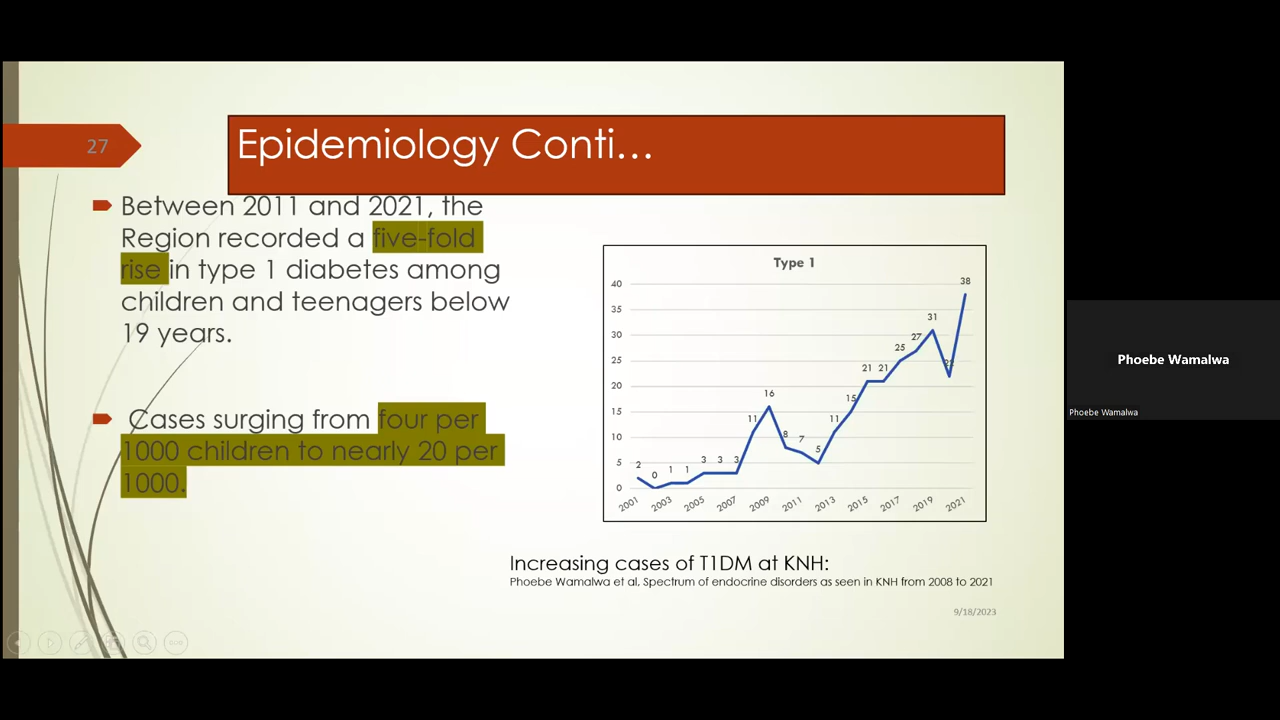 27
Epidemiology Conti...
Between 2011 and 2021, the
Region recorded a five-fold
rise in type 1 diabetes among
children and teenagers below
19 years.
Cases surging from four per
1000 children to nearly 20 per
1000.
Type 1
40
35
30
25
20
15
10
5
0
2 0 1 1 3 3 3 11 16 8 7 5 11 15 21 21 25 27 31 22 38
2001 2003 2005 2007 2009 2011 2013 2015 2017 2019 2021
Increasing cases of T1DM at KNH:
Phoebe Wamalwa et al, Spectrum of endocrine disorders as seen in KNH from 2008 to 2021
9/18/2023
Phoebe Wamalwa
Phoebe Wamalwa